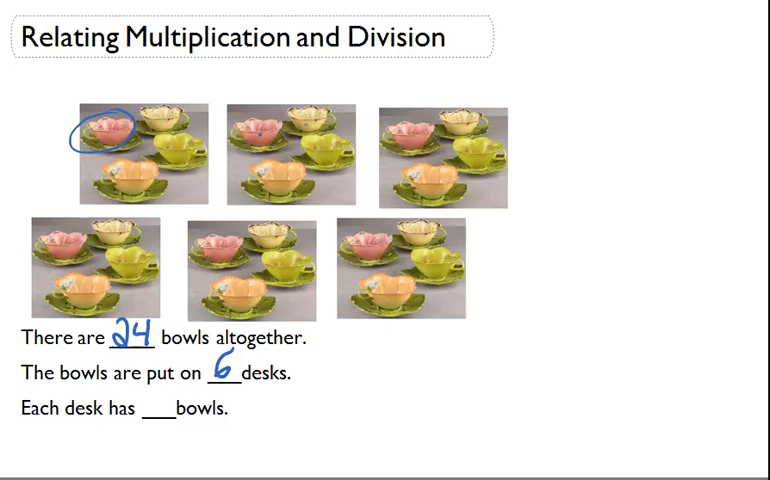 Relating Multiplication and Division
There are 24 bowls altogether.
The bowls are put on 6 desks.
Each desk has ___bowls.